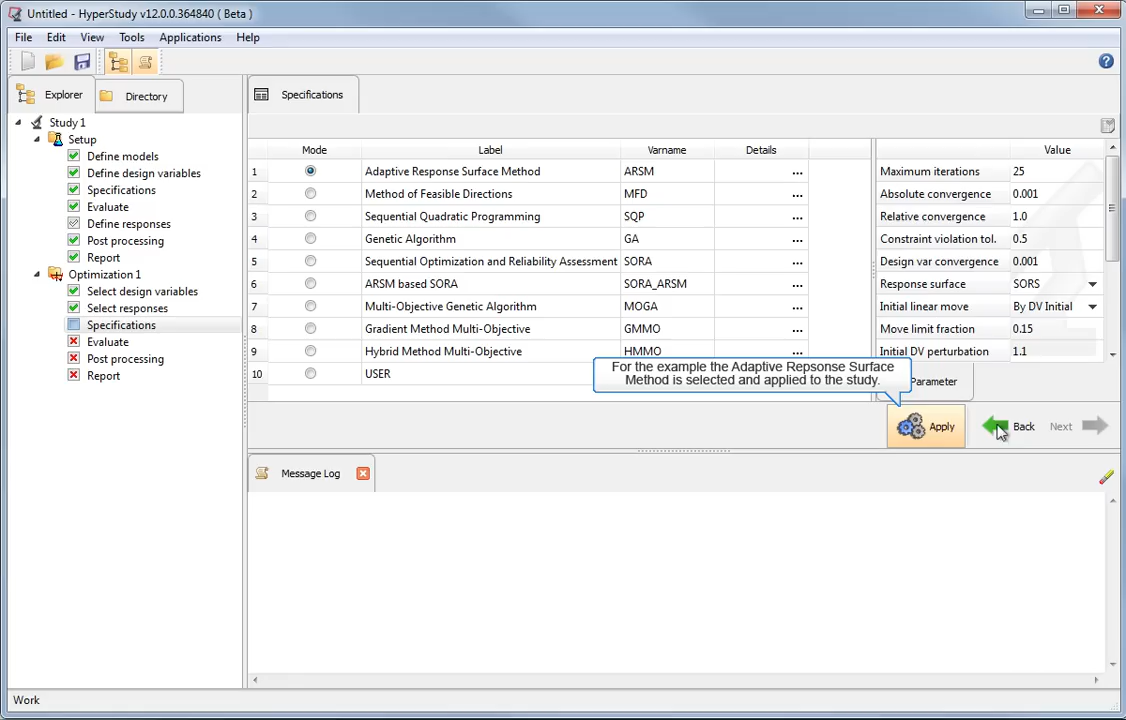 Untitled - HyperStudy v12.0.0.364840 ( Beta )
File Edit View Tools Applications Help
Explorer Directory
Study 1
Setup
Define models
Define design variables
Specifications
Evaluate
Define responses
Post processing
Report
Optimization 1
Select design variables
Select responses
Specifications
Evaluate
Post processing
Report
Specifications
Mode Label Varname Details
1 Adaptive Response Surface Method ARSM ...
2 Method of Feasible Directions MFD ...
3 Sequential Quadratic Programming SQP ...
4 Genetic Algorithm GA ...
5 Sequential Optimization and Reliability Assessment SORA ...
6 ARSM based SORA SORA_ARSM ...
7 Multi-Objective Genetic Algorithm MOGA ...
8 Gradient Method Multi-Objective GMMO ...
9 Hybrid Method Multi-Objective HMMO ...
10 USER
Value
Maximum iterations 25
Absolute convergence 0.001
Relative convergence 1.0
Constraint violation tol. 0.5
Design var convergence 0.001
Response surface SORS
Initial linear move By DV Initial
Move limit fraction 0.15
Initial DV perturbation 1.1
Parameter
For the example the Adaptive Repsonse Surface
Method is selected and applied to the study.
Apply Back Next
Message Log
Work